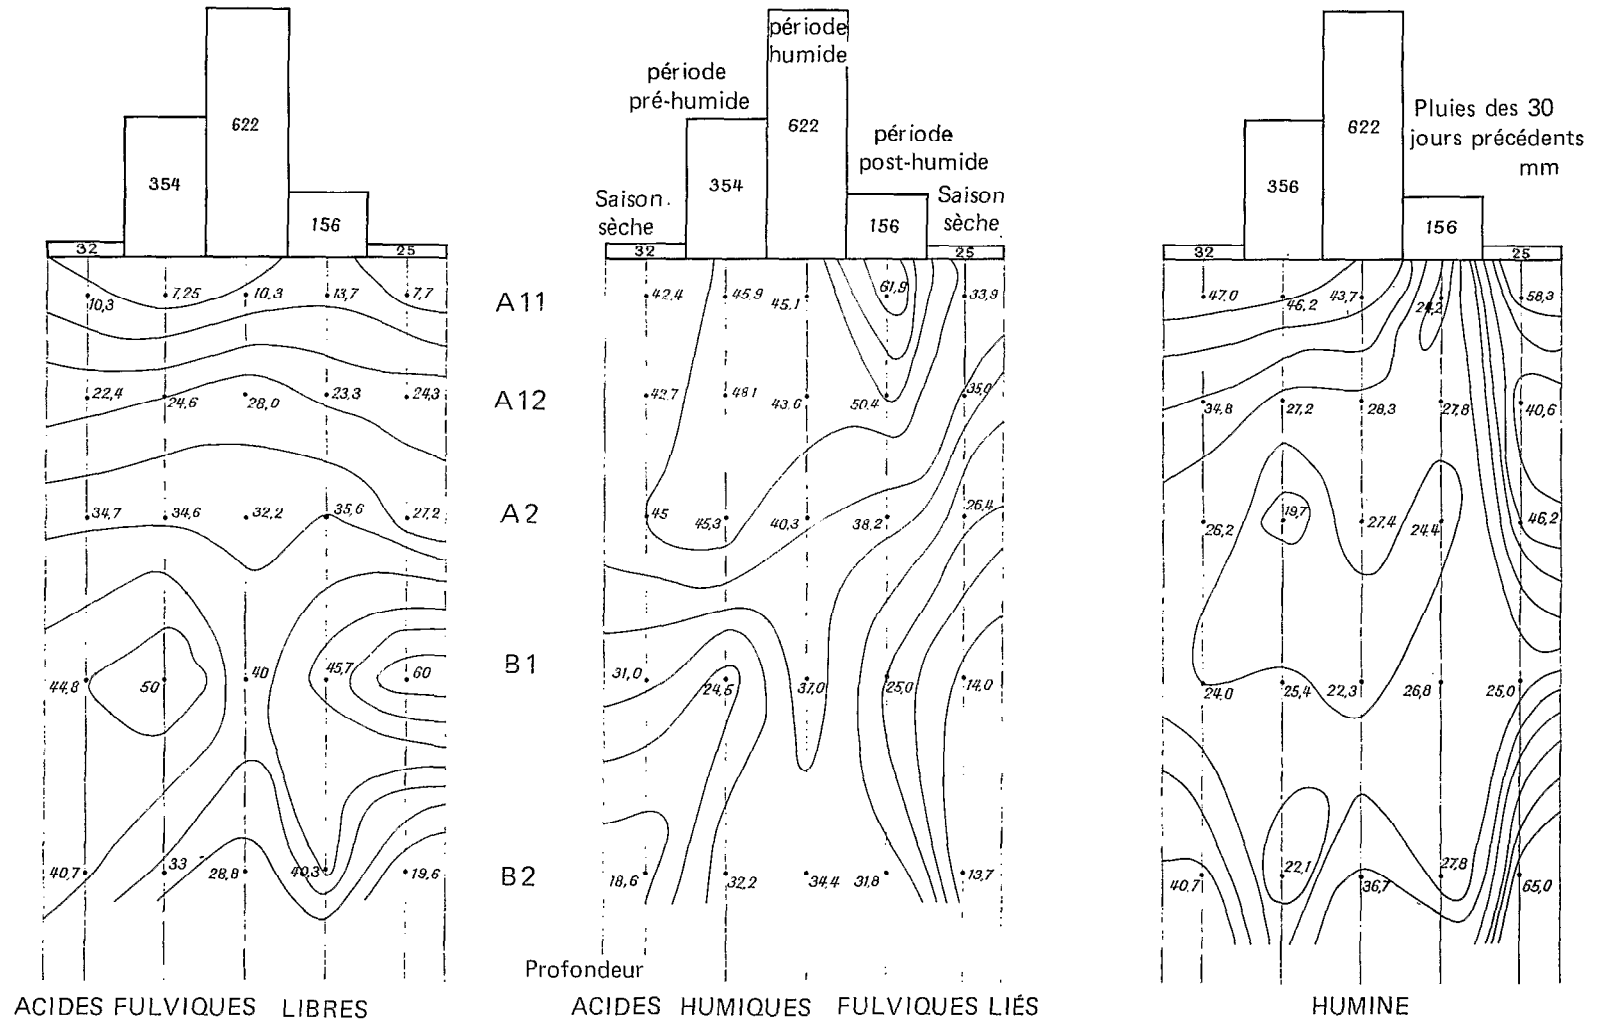 période
humide
622
période
pré-humide
354
622
354
période
post-humide
156
156
Saison
sèche
Saison
sèche
32
25
32
25
Pluies des 30
jours précédents
mm
622
356
156
32
25
A11
10,3 7,25 10,3 13,7 7,7
42,4 45,9 45,1 61,9 33,9
47,0 46,2 43,7 24,2 58,3
A12
22,4 24,6 28,0 23,3 24,3
42,7 48,1 43,6 50,4 35,0
34,8 27,2 28,3 27,8 40,6
A2
34,7 34,6 32,2 35,6 27,2
45 45,3 40,3 38,2 26,4
26,2 19,7 27,4 24,4 46,2
B1
44,8 50 40 45,7 60
31,0 24,5 37,0 25,0 14,0
24,0 25,4 22,3 26,8 25,0
B2
40,7 33 28,8 40,3 19,6
18,6 32,2 34,4 31,8 13,7
40,7 22,1 36,7 27,8 65,0
Profondeur
ACIDES FULVIQUES LIBRES
ACIDES HUMIQUES FULVIQUES LIÉS
HUMINE